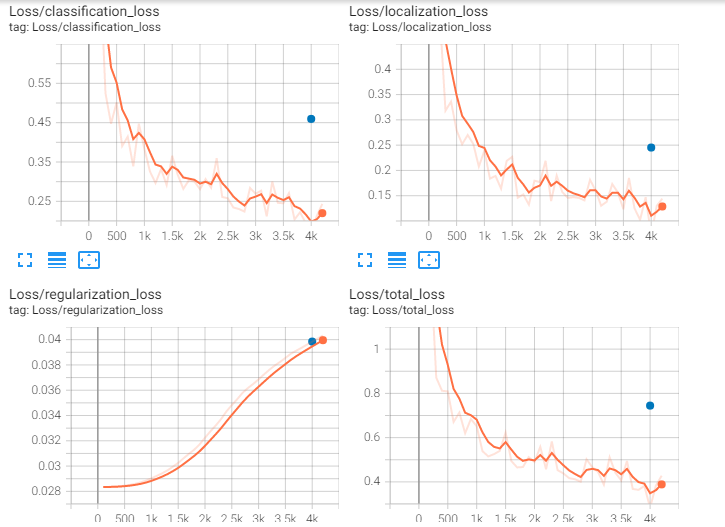 Loss/classification_loss
tag: Loss/classification_loss
0.55
0.45
0.35
0.25
0 500 1k 1.5k 2k 2.5k 3k 3.5k 4k
Loss/localization_loss
tag: Loss/localization_loss
0.4
0.35
0.3
0.25
0.2
0.15
0 500 1k 1.5k 2k 2.5k 3k 3.5k 4k
Loss/regularization_loss
tag: Loss/regularization_loss
0.04
0.038
0.036
0.034
0.032
0.03
0.028
0 500 1k 1.5k 2k 2.5k 3k 3.5k 4k
Loss/total_loss
tag: Loss/total_loss
1
0.8
0.6
0.4
0 500 1k 1.5k 2k 2.5k 3k 3.5k 4k